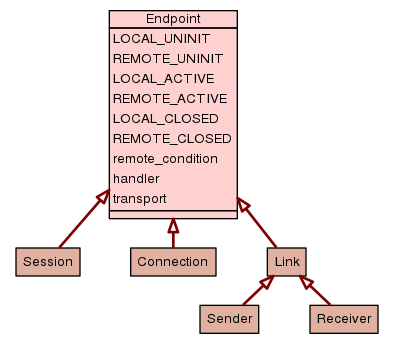 Endpoint
LOCAL_UNINIT
REMOTE_UNINIT
LOCAL_ACTIVE
REMOTE_ACTIVE
LOCAL_CLOSED
REMOTE_CLOSED
remote_condition
handler
transport
Session
Connection
Link
Sender
Receiver